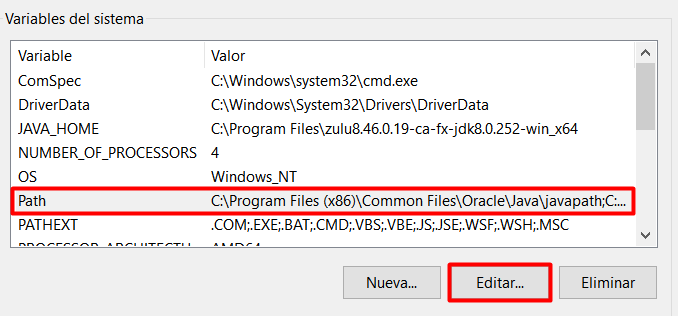 Variables del sistema
Variable Valor
ComSpec C:\Windows\system32\cmd.exe
DriverData C:\Windows\System32\Drivers\DriverData
JAVA_HOME C:\Program Files\zulu8.46.0.19-ca-fx-jdk8.0.252-win_x64
NUMBER_OF_PROCESSORS 4
OS Windows_NT
Path C:\Program Files (x86)\Common Files\Oracle\Java\javapath;C:...
PATHEXT .COM;.EXE;.BAT;.CMD;.VBS;.VBE;.JS;.JSE;.WSF;.WSH;.MSC
PROCESSOR_ARCHITECTU AMD64
Nueva... Editar... Eliminar